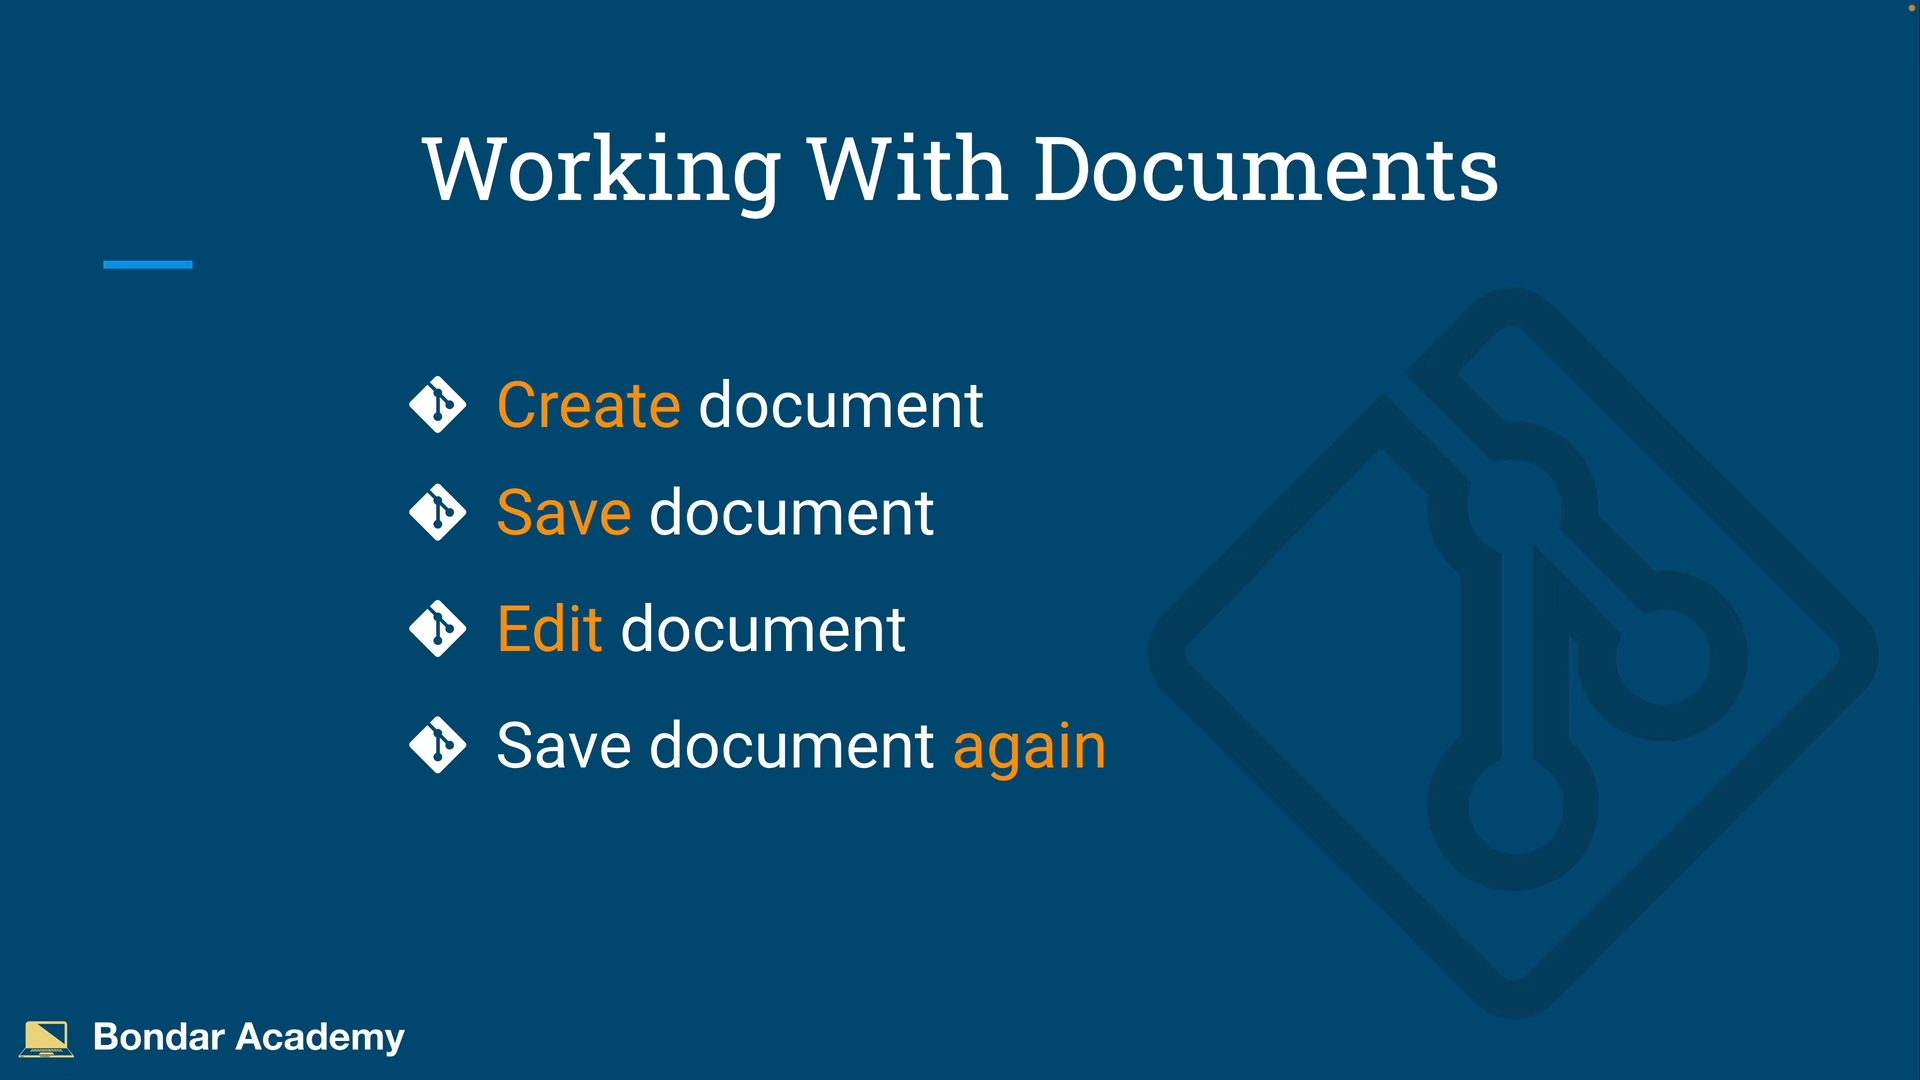 Working With Documents
Create document
Save document
Edit document
Save document again
Bondar Academy